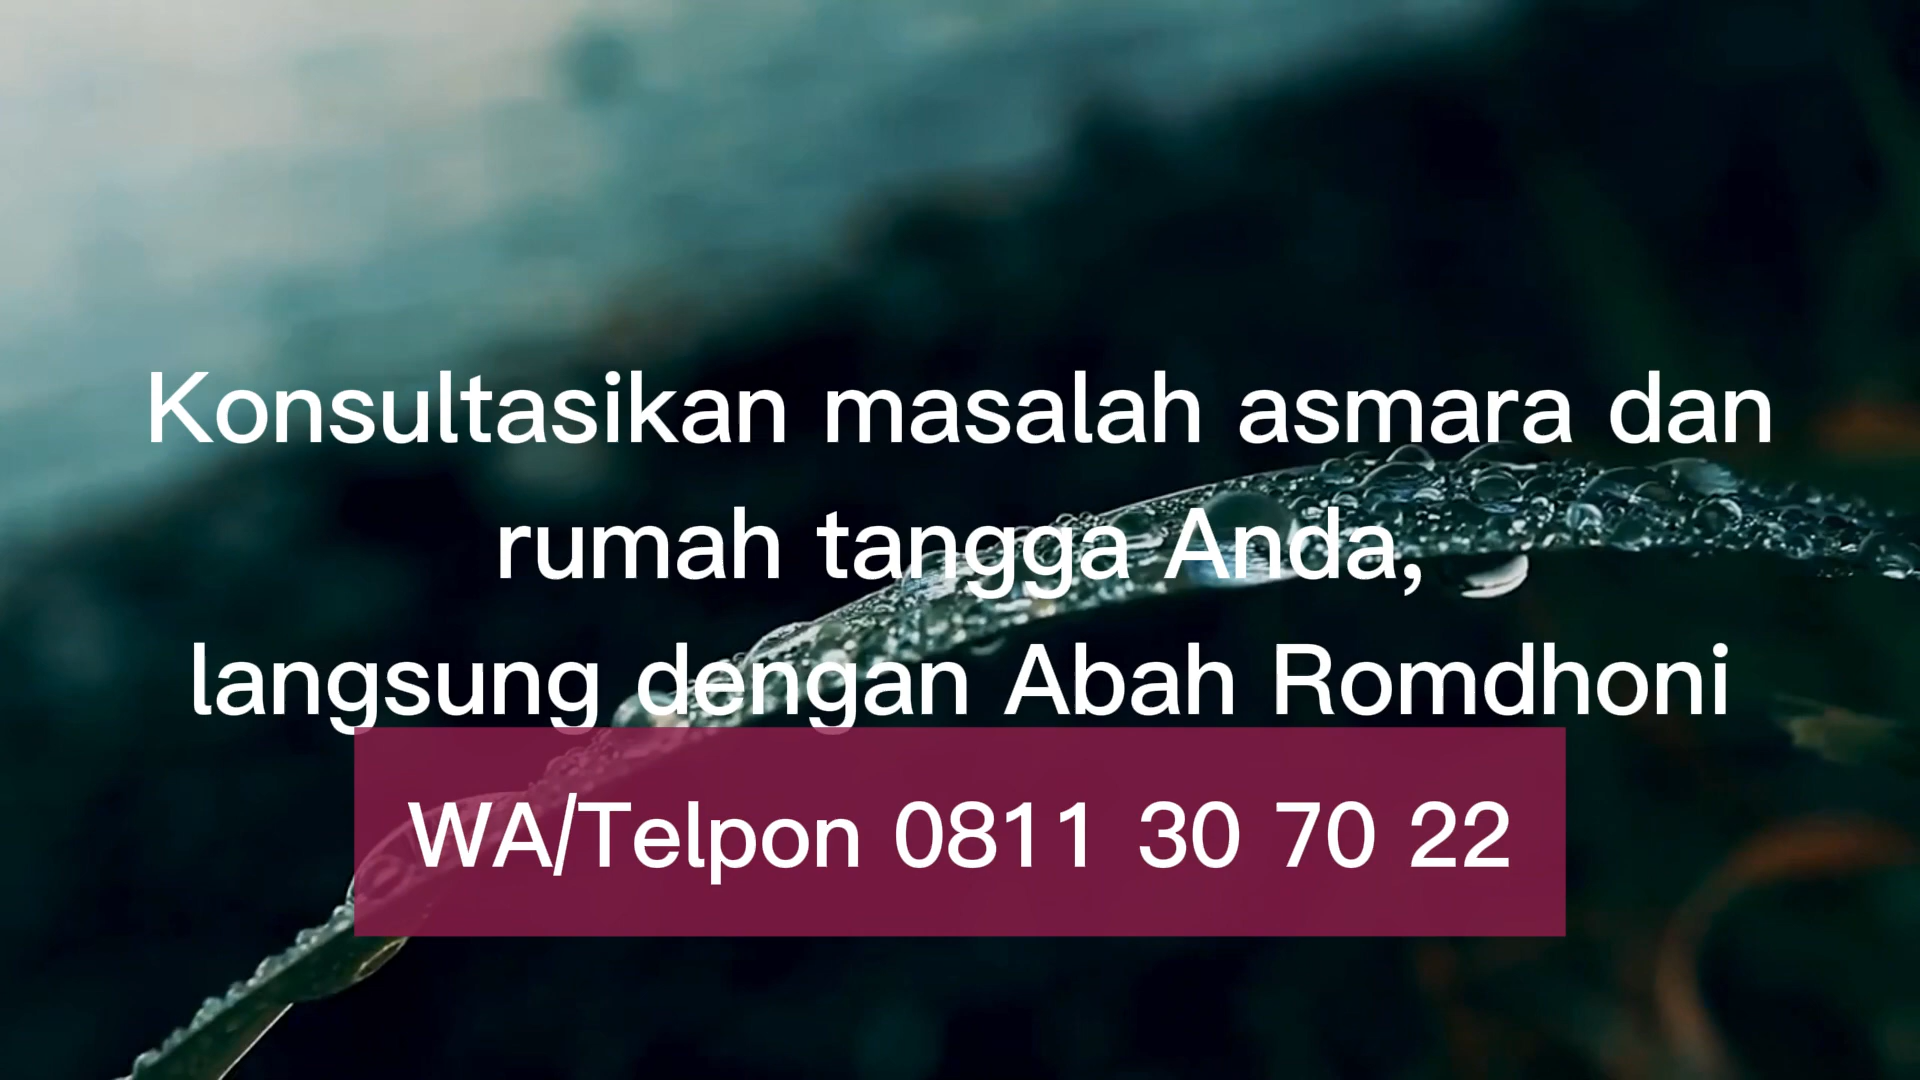 Konsultasikan masalah asmara dan
rumah tangga Anda,
langsung dengan Abah Romdhoni
WA/Telpon 0811 30 70 22